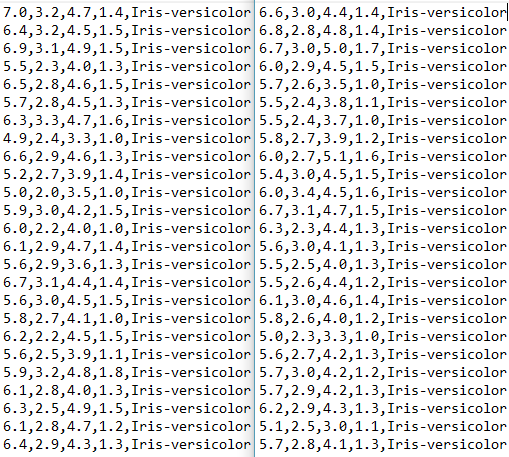 7.0,3.2,4.7,1.4,Iris-versicolor
6.4,3.2,4.5,1.5,Iris-versicolor
6.9,3.1,4.9,1.5,Iris-versicolor
5.5,2.3,4.0,1.3,Iris-versicolor
6.5,2.8,4.6,1.5,Iris-versicolor
5.7,2.8,4.5,1.3,Iris-versicolor
6.3,3.3,4.7,1.6,Iris-versicolor
4.9,2.4,3.3,1.0,Iris-versicolor
6.6,2.9,4.6,1.3,Iris-versicolor
5.2,2.7,3.9,1.4,Iris-versicolor
5.0,2.0,3.5,1.0,Iris-versicolor
5.9,3.0,4.2,1.5,Iris-versicolor
6.0,2.2,4.0,1.0,Iris-versicolor
6.1,2.9,4.7,1.4,Iris-versicolor
5.6,2.9,3.6,1.3,Iris-versicolor
6.7,3.1,4.4,1.4,Iris-versicolor
5.6,3.0,4.5,1.5,Iris-versicolor
5.8,2.7,4.1,1.0,Iris-versicolor
6.2,2.2,4.5,1.5,Iris-versicolor
5.6,2.5,3.9,1.1,Iris-versicolor
5.9,3.2,4.8,1.8,Iris-versicolor
6.1,2.8,4.0,1.3,Iris-versicolor
6.3,2.5,4.9,1.5,Iris-versicolor
6.1,2.8,4.7,1.2,Iris-versicolor
6.4,2.9,4.3,1.3,Iris-versicolor
6.6,3.0,4.4,1.4,Iris-versicolor
6.8,2.8,4.8,1.4,Iris-versicolor
6.7,3.0,5.0,1.7,Iris-versicolor
6.0,2.9,4.5,1.5,Iris-versicolor
5.7,2.6,3.5,1.0,Iris-versicolor
5.5,2.4,3.8,1.1,Iris-versicolor
5.5,2.4,3.7,1.0,Iris-versicolor
5.8,2.7,3.9,1.2,Iris-versicolor
6.0,2.7,5.1,1.6,Iris-versicolor
5.4,3.0,4.5,1.5,Iris-versicolor
6.0,3.4,4.5,1.6,Iris-versicolor
6.7,3.1,4.7,1.5,Iris-versicolor
6.3,2.3,4.4,1.3,Iris-versicolor
5.6,3.0,4.1,1.3,Iris-versicolor
5.5,2.5,4.0,1.3,Iris-versicolor
5.5,2.6,4.4,1.2,Iris-versicolor
6.1,3.0,4.6,1.4,Iris-versicolor
5.8,2.6,4.0,1.2,Iris-versicolor
5.0,2.3,3.3,1.0,Iris-versicolor
5.6,2.7,4.2,1.3,Iris-versicolor
5.7,3.0,4.2,1.2,Iris-versicolor
5.7,2.9,4.2,1.3,Iris-versicolor
6.2,2.9,4.3,1.3,Iris-versicolor
5.1,2.5,3.0,1.1,Iris-versicolor
5.7,2.8,4.1,1.3,Iris-versicolor